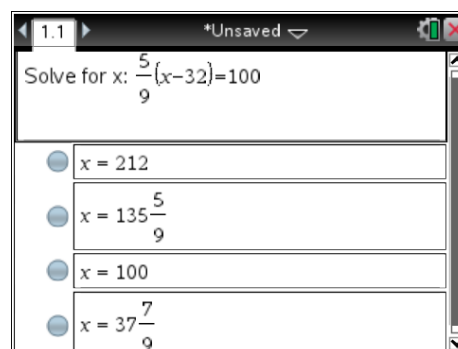 1.1 *Unsaved
Solve for x: 5/9(x−32)=100
x = 212
x = 135 5/9
x = 100
x = 37 7/9